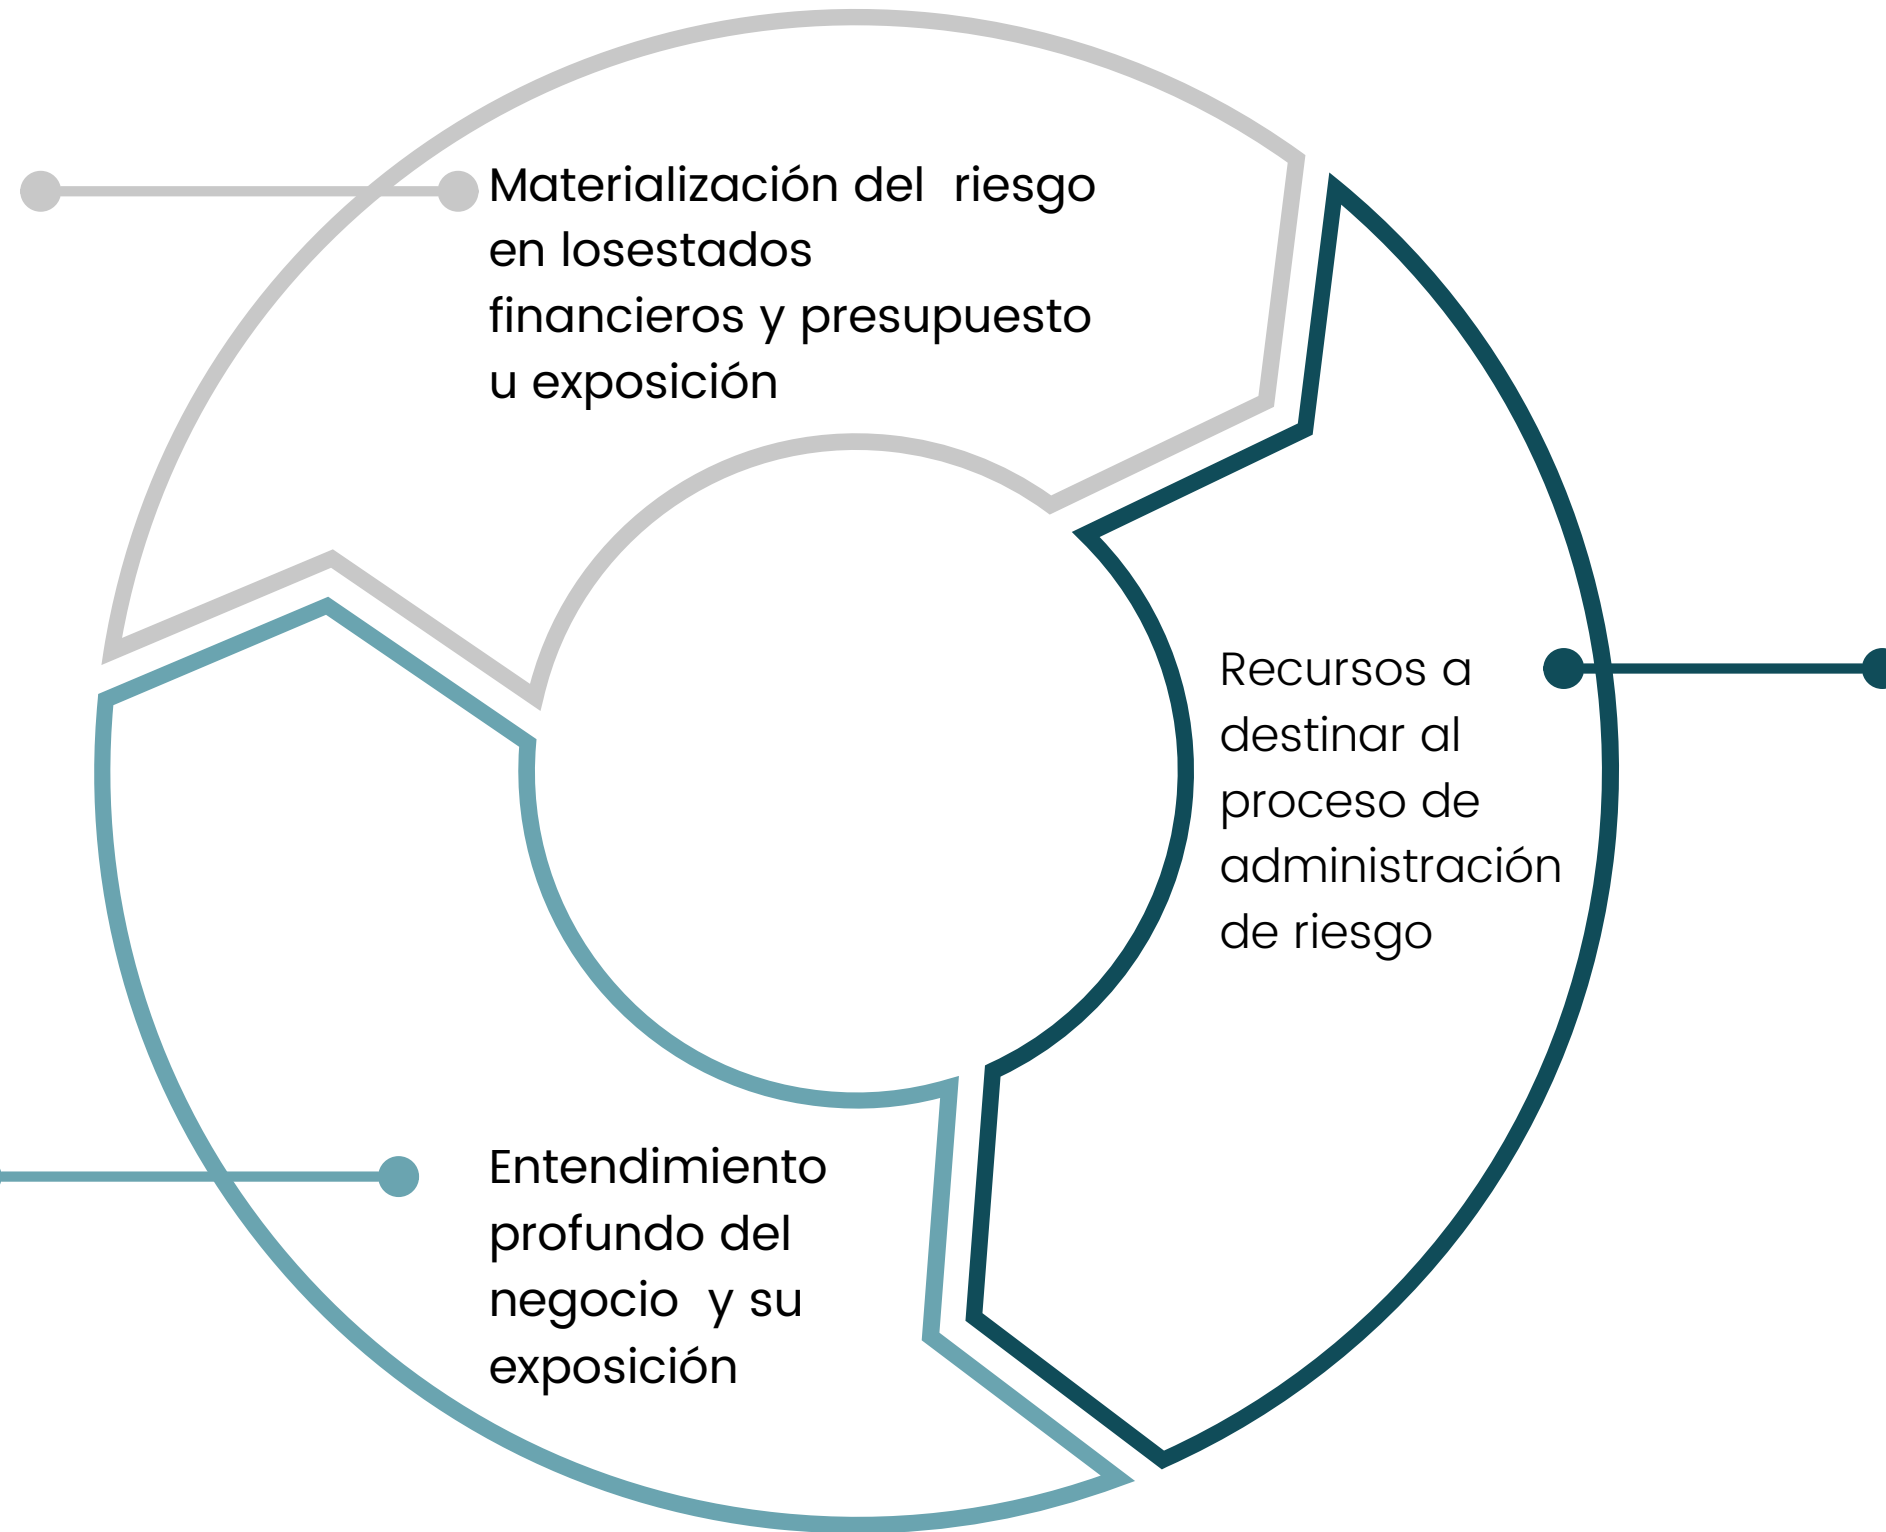 Materialización del  riesgo
en losestados
financieros y presupuesto
u exposición
Recursos a
destinar al
proceso de
administración
de riesgo
Entendimiento
profundo del
negocio  y su
exposición